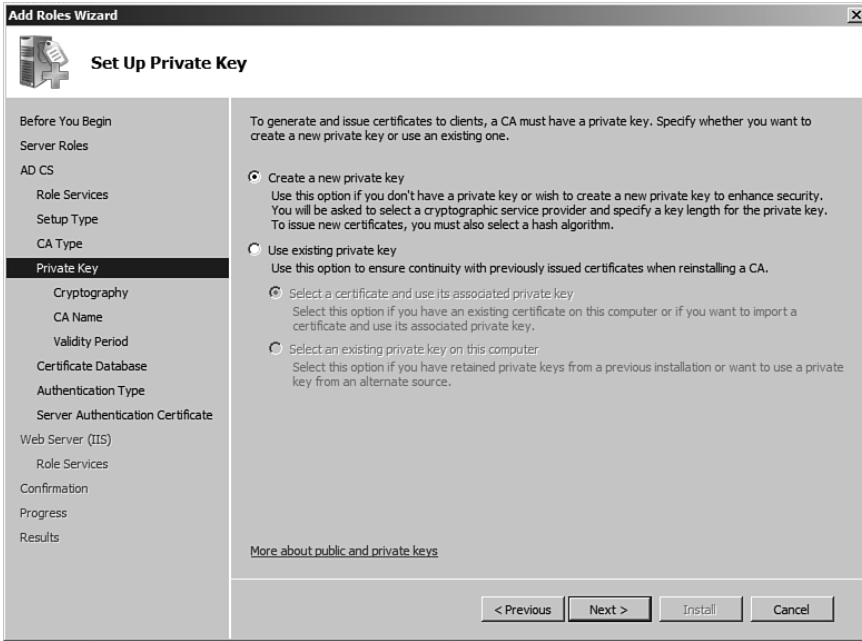 Add Roles Wizard
Set Up Private Key
Before You Begin
Server Roles
AD CS
Role Services
Setup Type
CA Type
Private Key
Cryptography
CA Name
Validity Period
Certificate Database
Authentication Type
Server Authentication Certificate
Web Server (IIS)
Role Services
Confirmation
Progress
Results
To generate and issue certificates to clients, a CA must have a private key. Specify whether you want to
create a new private key or use an existing one.
Create a new private key
Use this option if you don't have a private key or wish to create a new private key to enhance security.
You will be asked to select a cryptographic service provider and specify a key length for the private key.
To issue new certificates, you must also select a hash algorithm.
Use existing private key
Use this option to ensure continuity with previously issued certificates when reinstalling a CA.
Select a certificate and use its associated private key
Select this option if you have an existing certificate on this computer or if you want to import a
certificate and use its associated private key.
Select an existing private key on this computer
Select this option if you have retained private keys from a previous installation or want to use a private
key from an alternate source.
More about public and private keys
< Previous
Next >
Install
Cancel